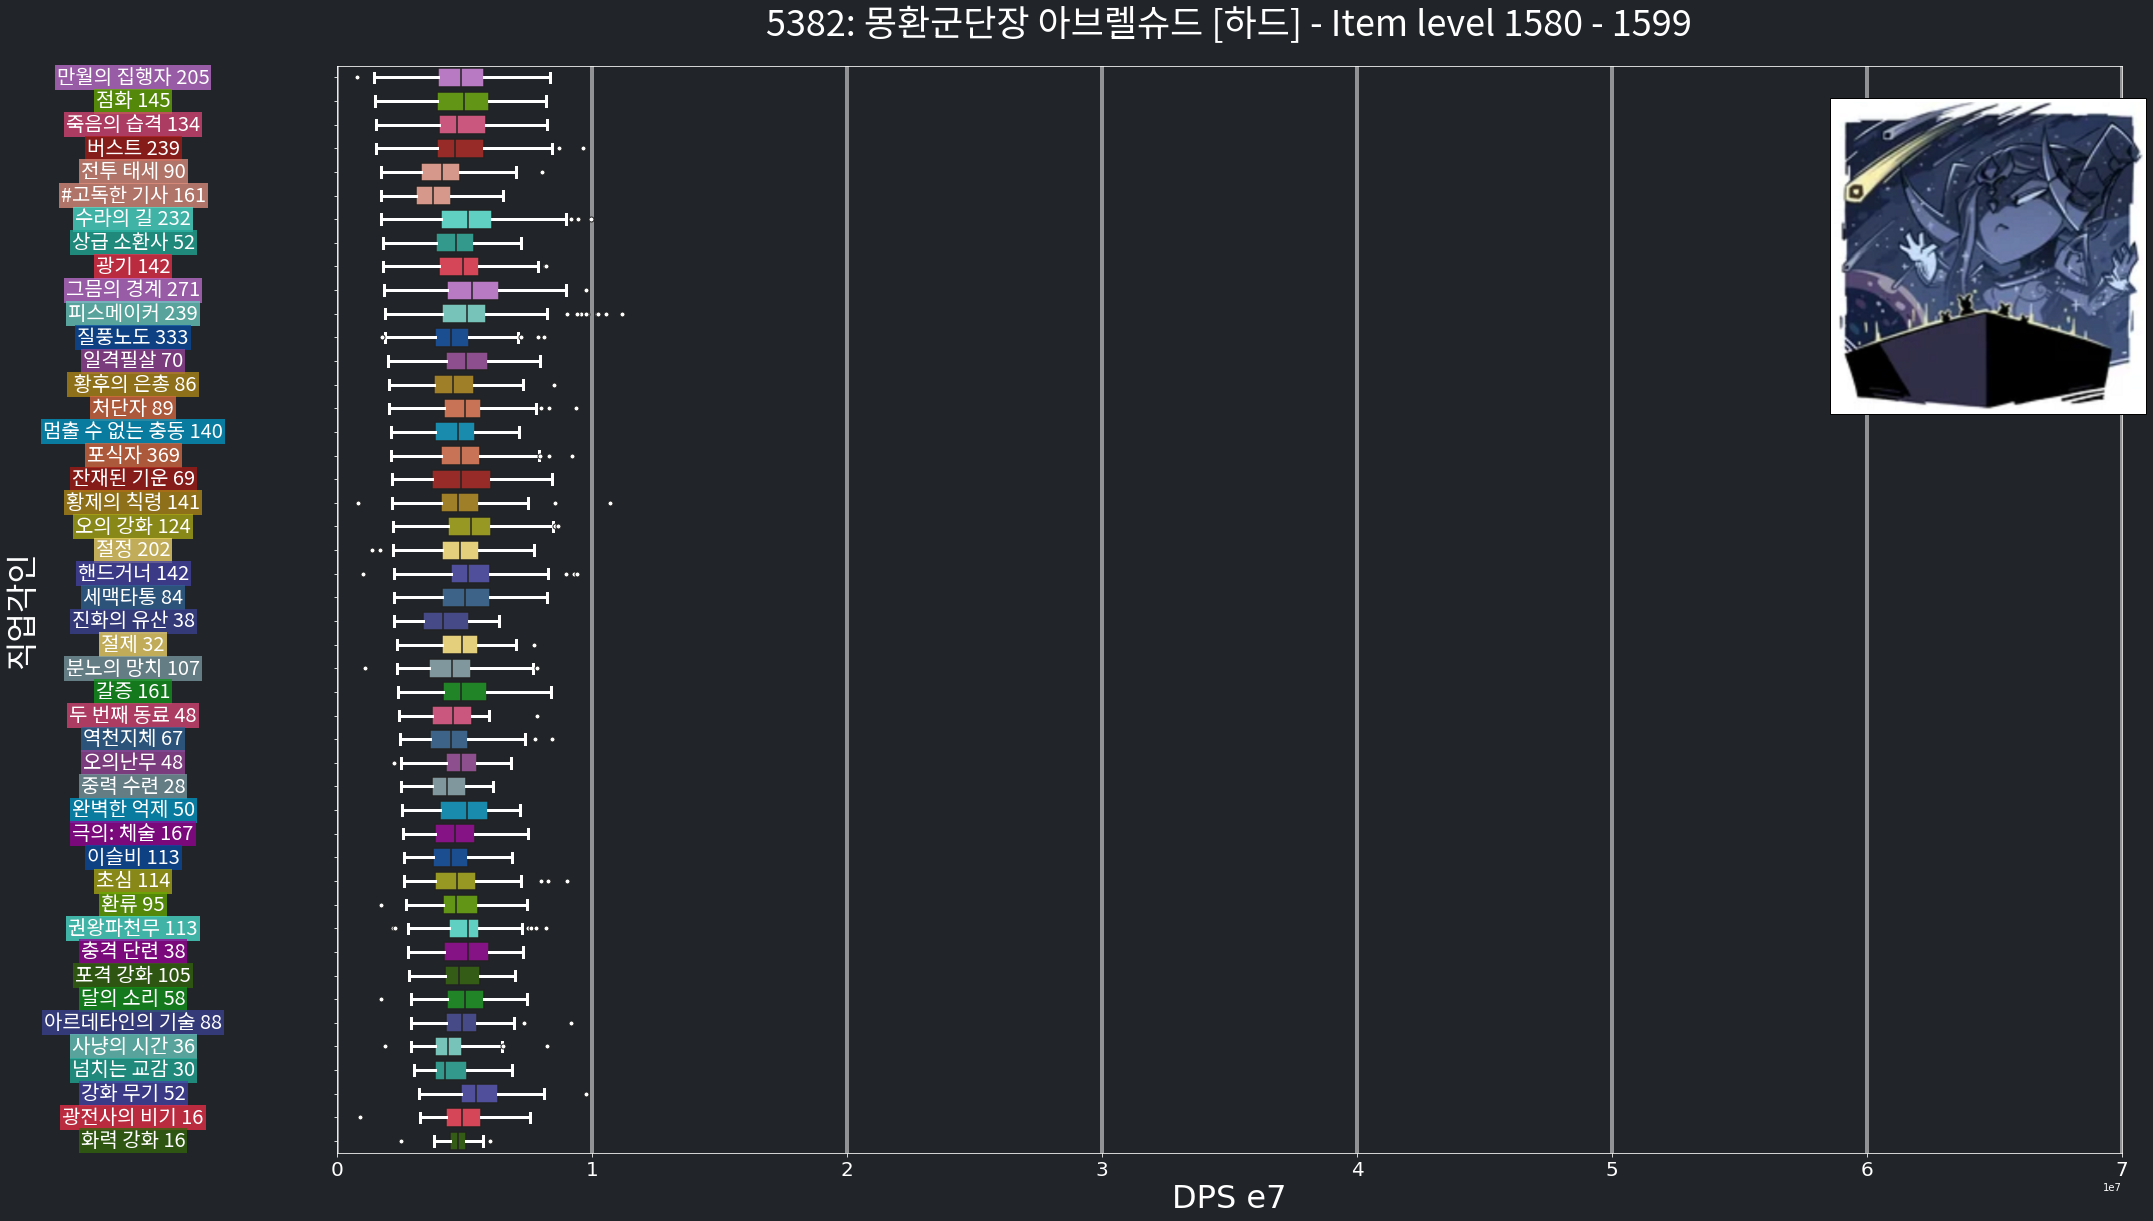 5382: 몽환군단장 아브렐슈드 [하드] - Item level 1580 - 1599
만월의 집행자 205
점화 145
죽음의 습격 134
버스트 239
전투 태세 90
#고독한 기사 161
수라의 길 232
상급 소환사 52
광기 142
그믐의 경계 271
피스메이커 239
질풍노도 333
일격필살 70
황후의 은총 86
처단자 89
멈출 수 없는 충동 140
포식자 369
잔재된 기운 69
황제의 칙령 141
오의 강화 124
절정 202
핸드거너 142
세맥타통 84
진화의 유산 38
절제 32
분노의 망치 107
갈증 161
두 번째 동료 48
역천지체 67
오의난무 48
중력 수련 28
완벽한 억제 50
극의: 체술 167
이슬비 113
초심 114
환류 95
권왕파천무 113
충격 단련 38
포격 강화 105
달의 소리 58
아르데타인의 기술 88
사냥의 시간 36
넘치는 교감 30
강화 무기 52
광전사의 비기 16
화력 강화 16
직업각인
0 1 2 3 4 5 6 7
1e7
DPS e7